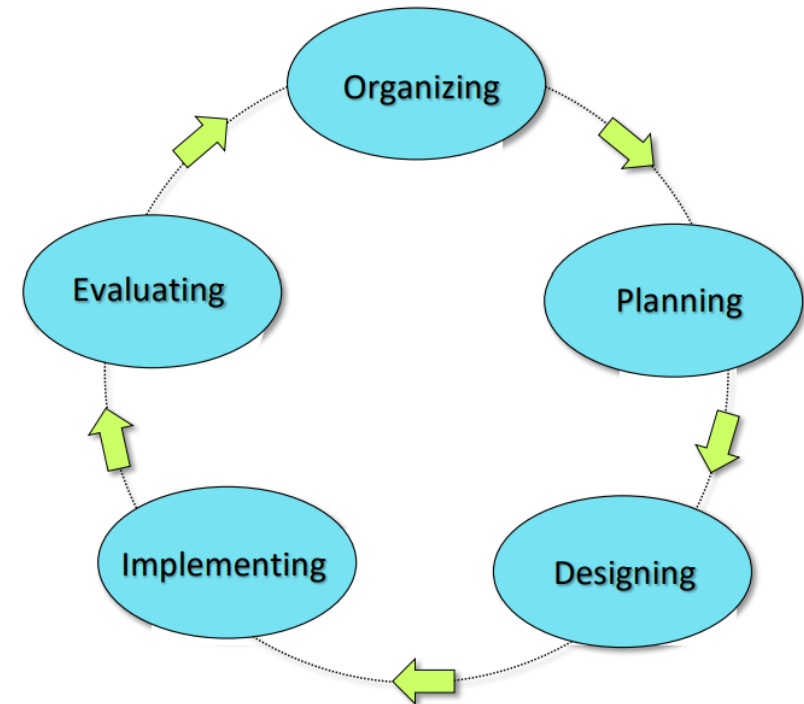 Organizing
Planning
Designing
Implementing
Evaluating